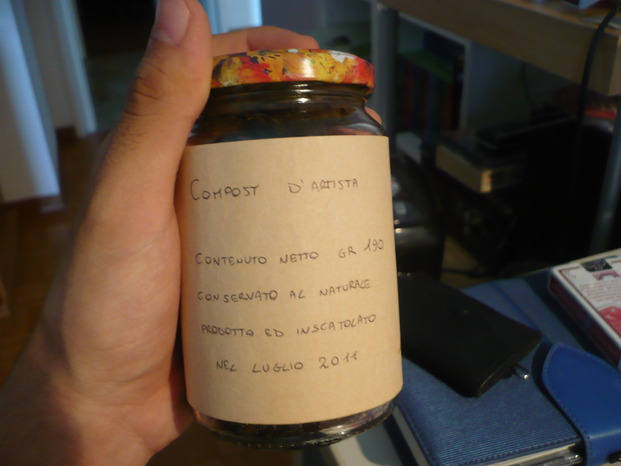 COMPOST D'ARTISTA
CONTENUTO NETTO GR 190
CONSERVATO AL NATURALE
PRODOTTO ED INSCATOLATO
NEL LUGLIO 2011